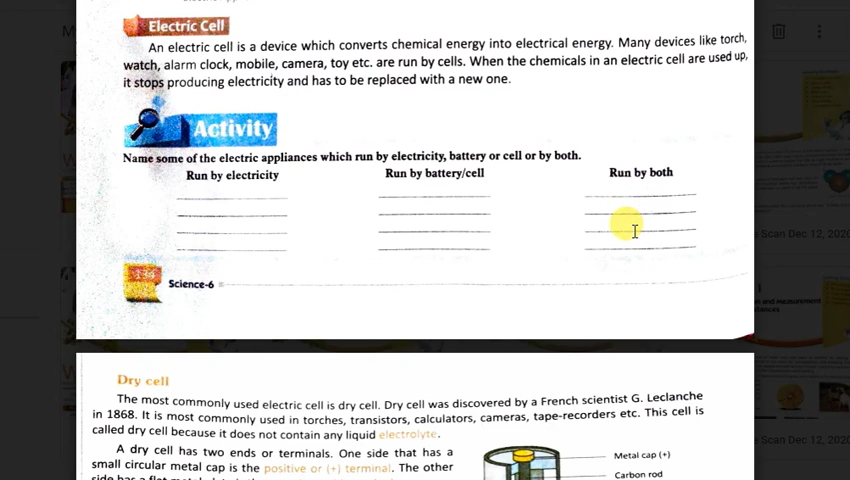 Electric Cell
An electric cell is a device which converts chemical energy into electrical energy. Many devices like torch,
watch, alarm clock, mobile, camera, toy etc. are run by cells. When the chemicals in an electric cell are used up,
it stops producing electricity and has to be replaced with a new one.
Activity
Name some of the electric appliances which run by electricity, battery or cell or by both.
Run by electricity
Run by battery/cell
Run by both
134
Science-6
Scan Dec 12, 2020
Dry cell
The most commonly used electric cell is dry cell. Dry cell was discovered by a French scientist G. Leclanche
in 1868. It is most commonly used in torches, transistors, calculators, cameras, tape-recorders etc. This cell is
called dry cell because it does not contain any liquid electrolyte.
A dry cell has two ends or terminals. One side that has a
small circular metal cap is the positive or (+) terminal. The other
Metal cap (+)
Carbon rod
Scan Dec 12, 2020